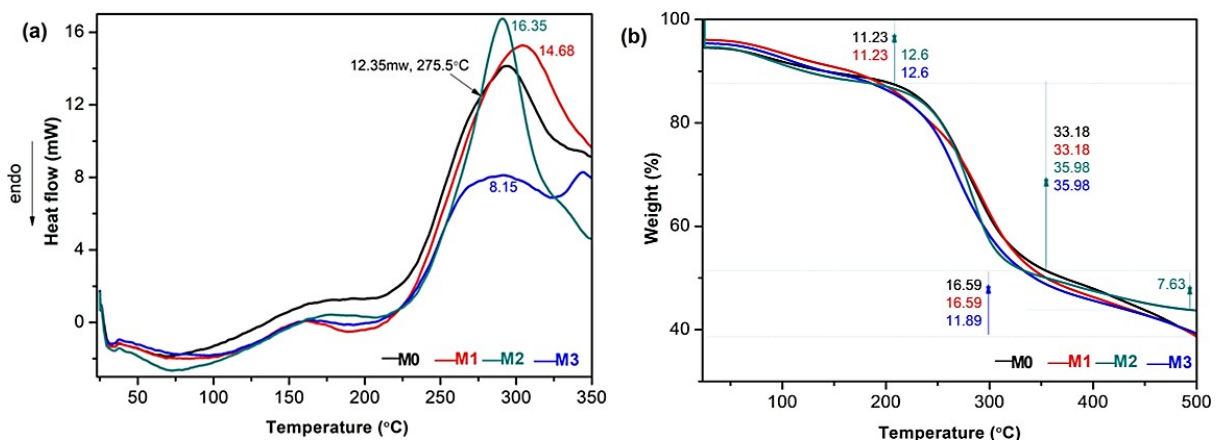 (a)
16
12
8
4
0
endo
Heat flow (mW)
16.35
14.68
12.35mw, 275.5°C
8.15
M0 M1 M2 M3
50 100 150 200 250 300 350
Temperature (°C)
(b)
100
80
60
40
Weight (%)
11.23
11.23 12.6
12.6
33.18
33.18
35.98
35.98
16.59
16.59
11.89
7.63
M0 M1 M2 M3
100 200 300 400 500
Temperature (°C)